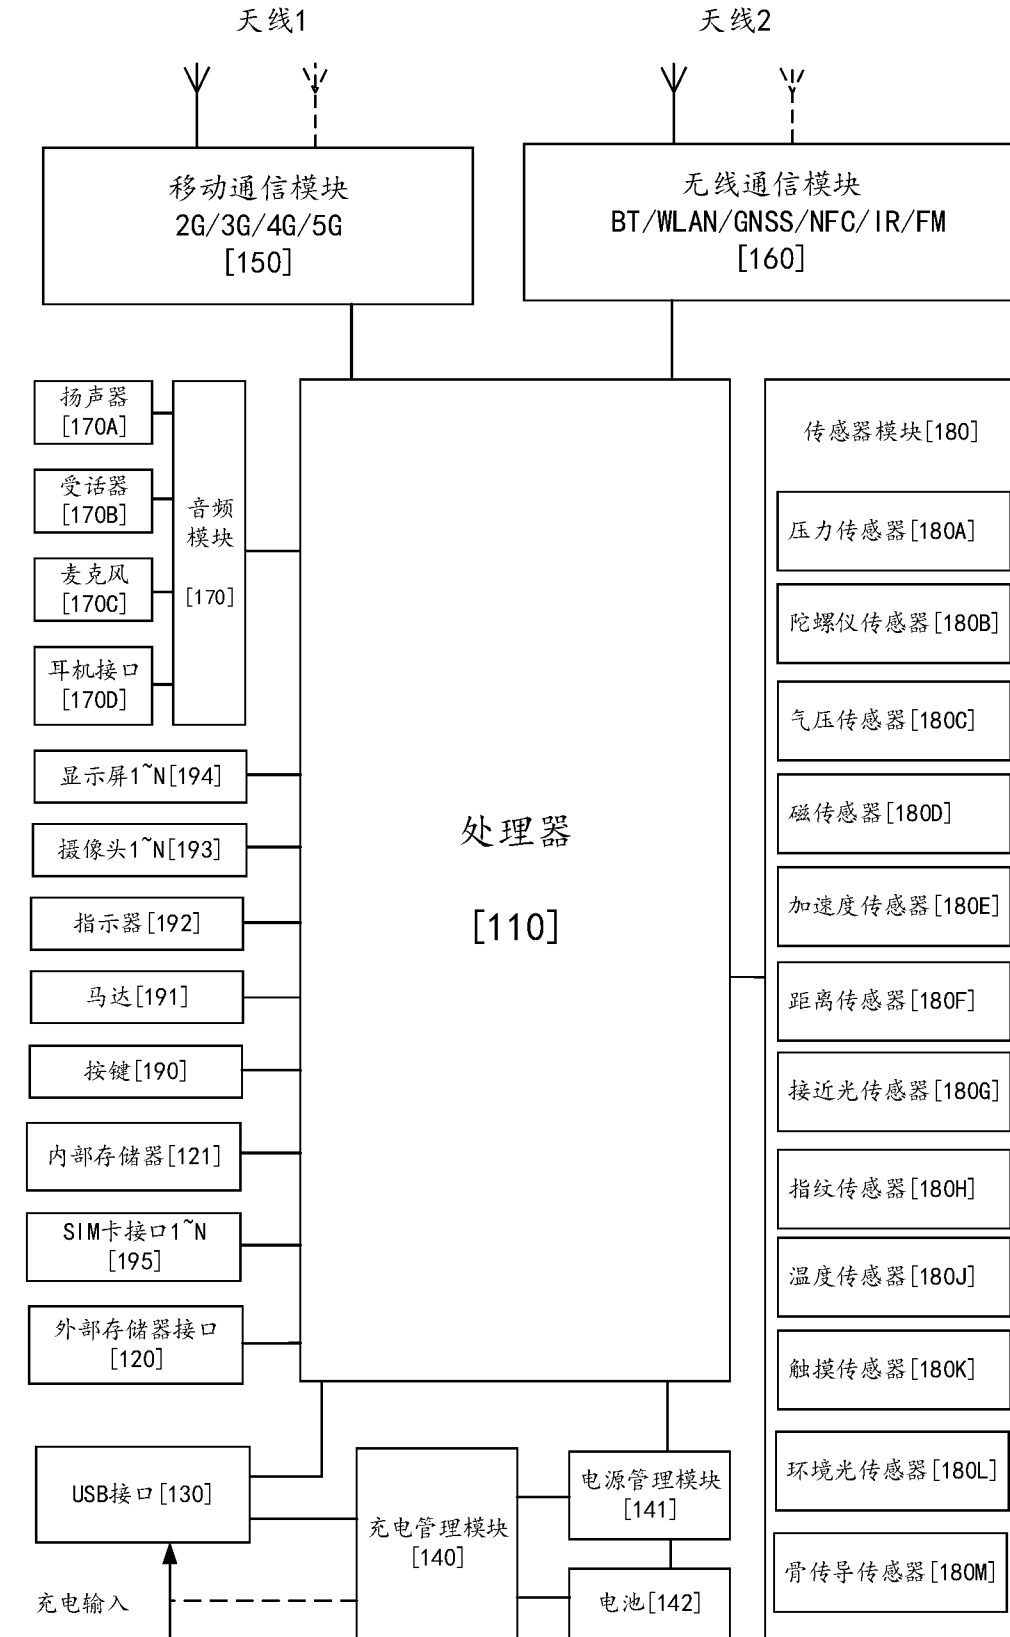 天线1
天线2
移动通信模块
2G/3G/4G/5G
[150]
无线通信模块
BT/WLAN/GNSS/NFC/IR/FM
[160]
扬声器
[170A]
受话器
[170B]
麦克风
[170C]
耳机接口
[170D]
音频
模块
[170]
显示屏1~N[194]
摄像头1~N[193]
指示器[192]
马达[191]
按键[190]
内部存储器[121]
SIM卡接口1~N
[195]
外部存储器接口
[120]
处理器
[110]
传感器模块[180]
压力传感器[180A]
陀螺仪传感器[180B]
气压传感器[180C]
磁传感器[180D]
加速度传感器[180E]
距离传感器[180F]
接近光传感器[180G]
指纹传感器[180H]
温度传感器[180J]
触摸传感器[180K]
环境光传感器[180L]
骨传导传感器[180M]
USB接口[130]
充电管理模块
[140]
电源管理模块
[141]
电池[142]
充电输入